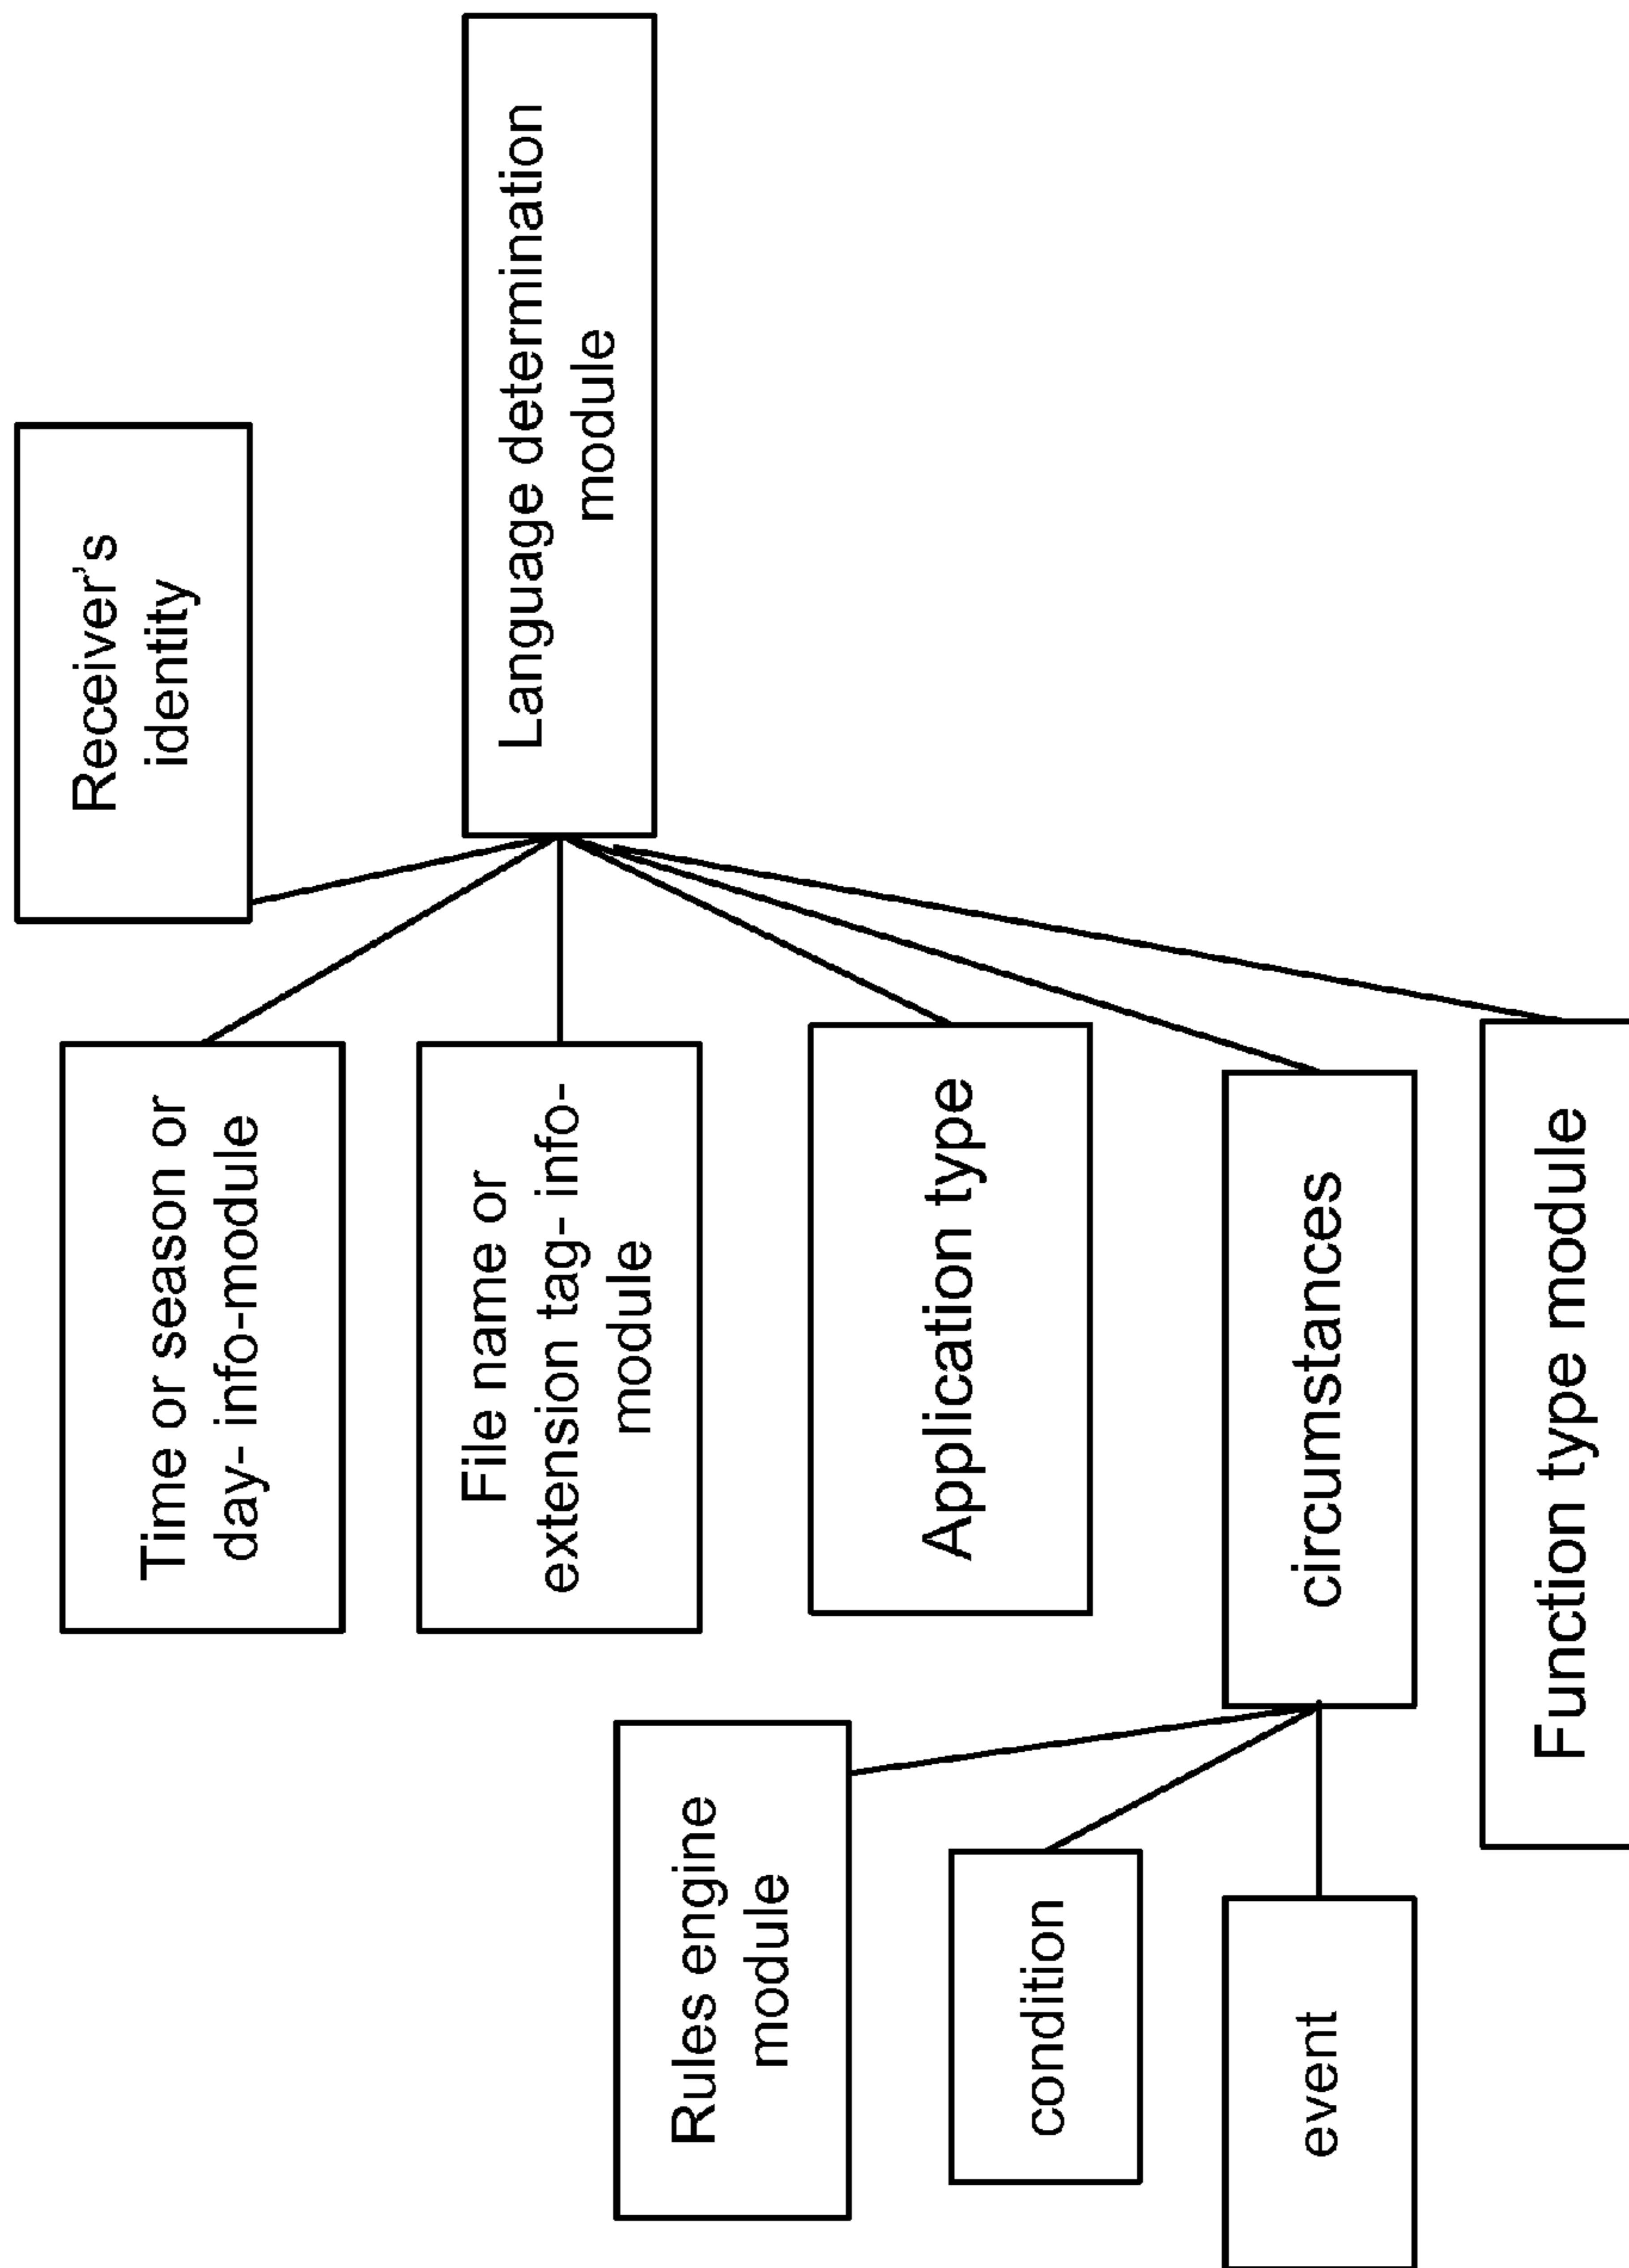 Receiver's
identity
Language determination
module
Time or season or
day- info-module
File name or
extension tag- info-
module
Application type
circumstances
Function type module
Rules engine
module
condition
event